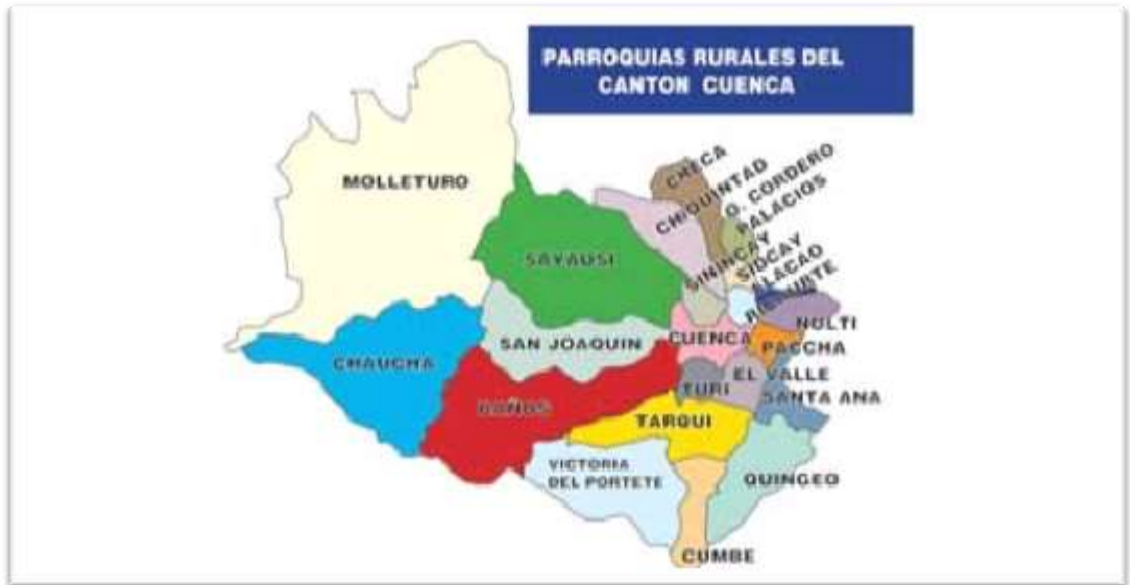 PARROQUIAS RURALES DEL
CANTON CUENCA
MOLLETURO
CHECA
CHIQUINTAD
O. CORDERO
PALACIOS
SAYAUSI
SININCAY
SIDCAY
LLACAO
NULTI
SAN JOAQUIN
CUENCA
PACCHA
CHAUCHA
TURI
EL VALLE
SANTA ANA
BAÑOS
TARQUI
VICTORIA
DEL PORTETE
QUINGEO
CUMBE